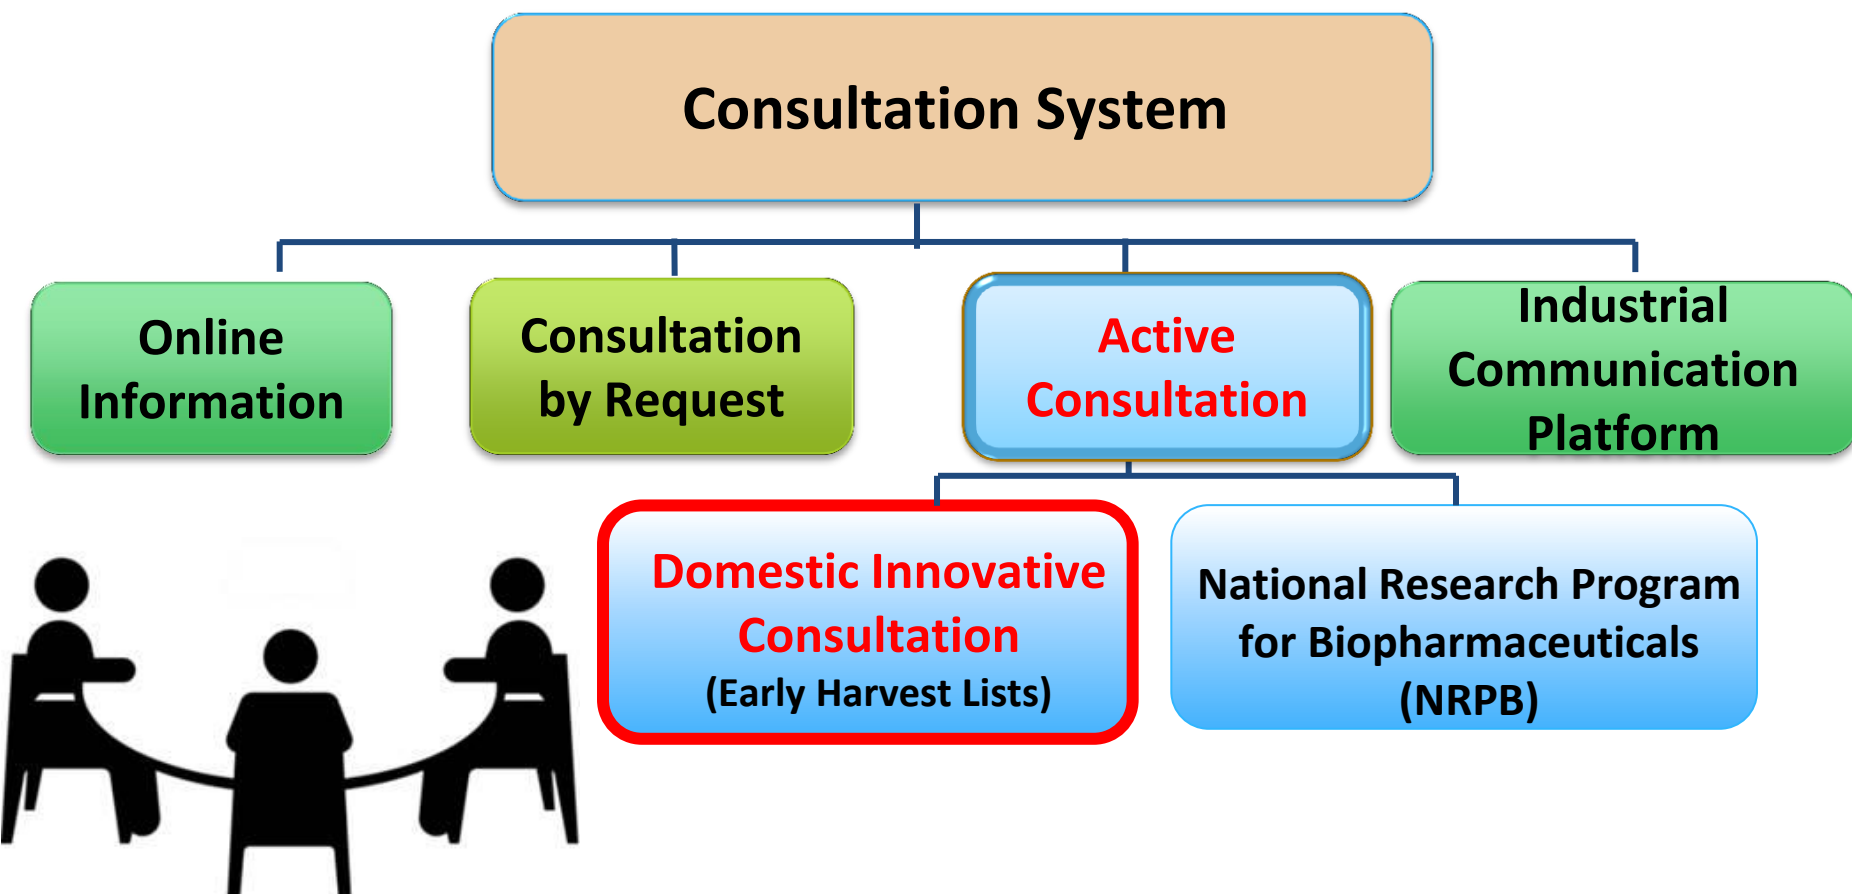 Consultation System
Online
Information
Consultation
by Request
Active
Consultation
Industrial
Communication
Platform
Domestic Innovative
Consultation
(Early Harvest Lists)
National Research Program
for Biopharmaceuticals
(NRPB)